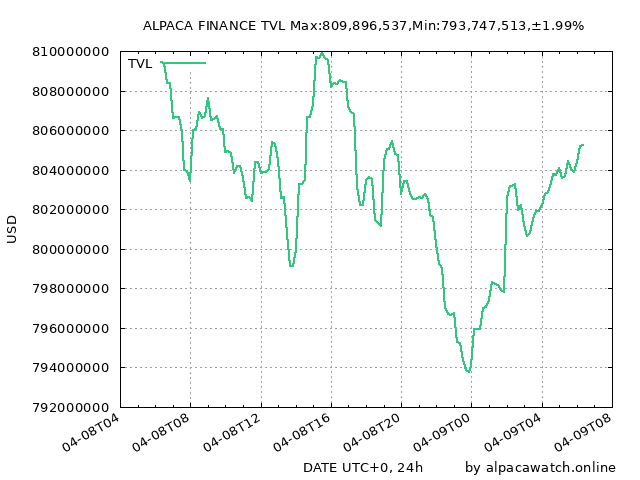 ALPACA FINANCE TVL Max:809,896,537,Min:793,747,513,±1.99%
TVL
810000000
808000000
806000000
804000000
802000000
800000000
798000000
796000000
794000000
792000000
USD
04-08T04
04-08T08
04-08T12
04-08T16
04-08T20
04-09T00
04-09T04
04-09T08
DATE UTC+0, 24h
by alpacawatch.online